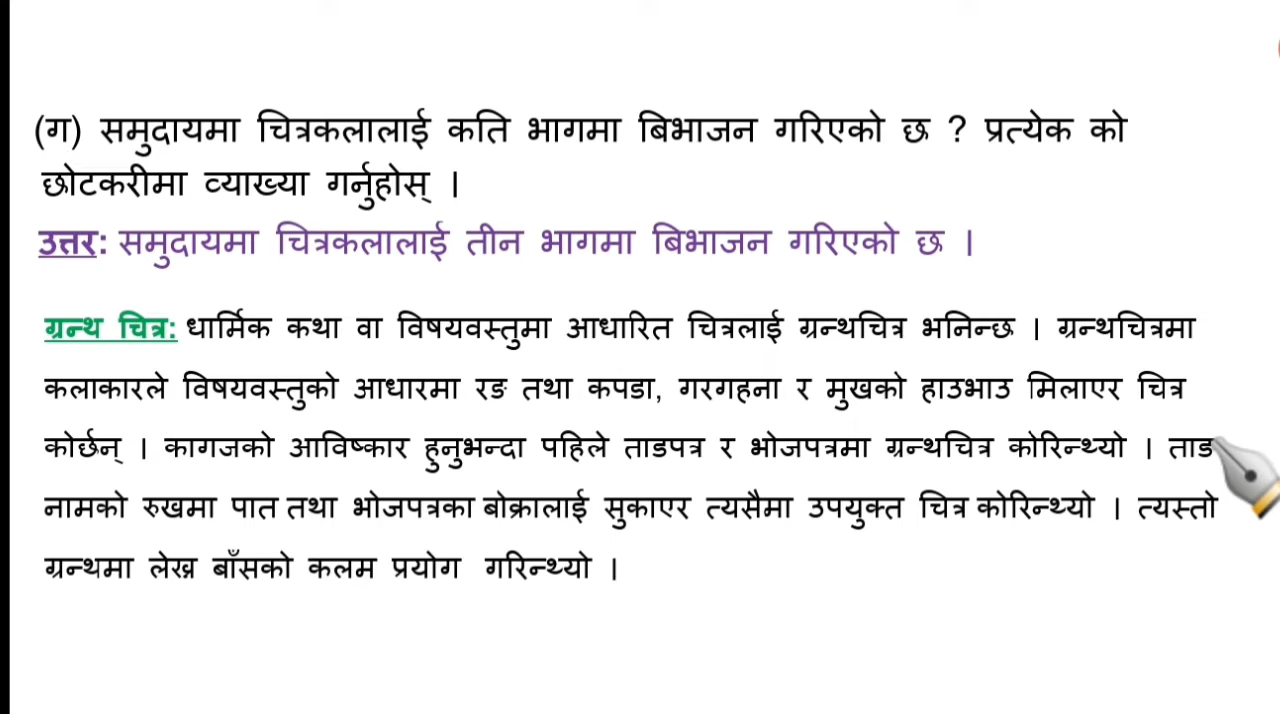 (ग) समुदायमा चित्रकलालाई कति भागमा बिभाजन गरिएको छ ? प्रत्येक को
छोटकरीमा व्याख्या गर्नुहोस् ।
उत्तर: समुदायमा चित्रकलालाई तीन भागमा बिभाजन गरिएको छ ।
ग्रन्थ चित्र: धार्मिक कथा वा विषयवस्तुमा आधारित चित्रलाई ग्रन्थचित्र भनिन्छ । ग्रन्थचित्रमा
कलाकारले विषयवस्तुको आधारमा रङ तथा कपडा, गरगहना र मुखको हाउभाउ मिलाएर चित्र
कोर्छन् । कागजको आविष्कार हुनुभन्दा पहिले ताडपत्र र भोजपत्रमा ग्रन्थचित्र कोरिन्थ्यो । ताड
नामको रुखमा पात तथा भोजपत्रका बोक्रालाई सुकाएर त्यसैमा उपयुक्त चित्र कोरिन्थ्यो । त्यस्तो
ग्रन्थमा लेख्न बाँसको कलम प्रयोग गरिन्थ्यो ।